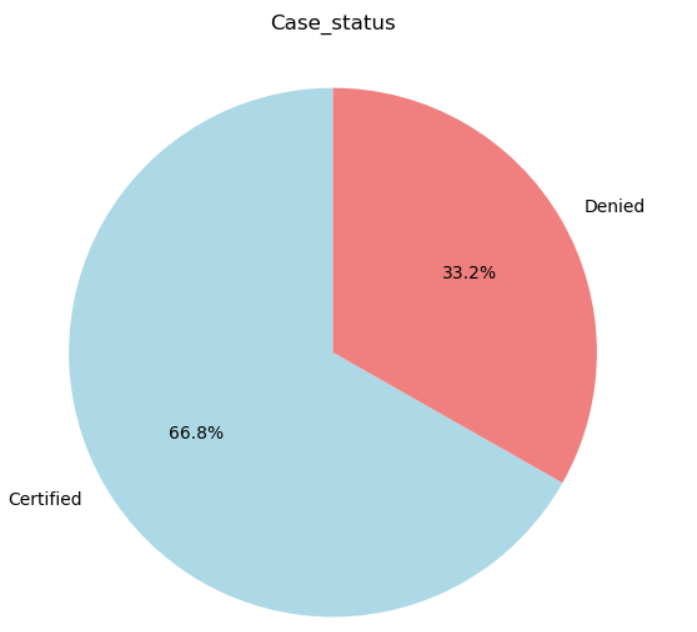 Case_status
Denied
33.2%
66.8%
Certified